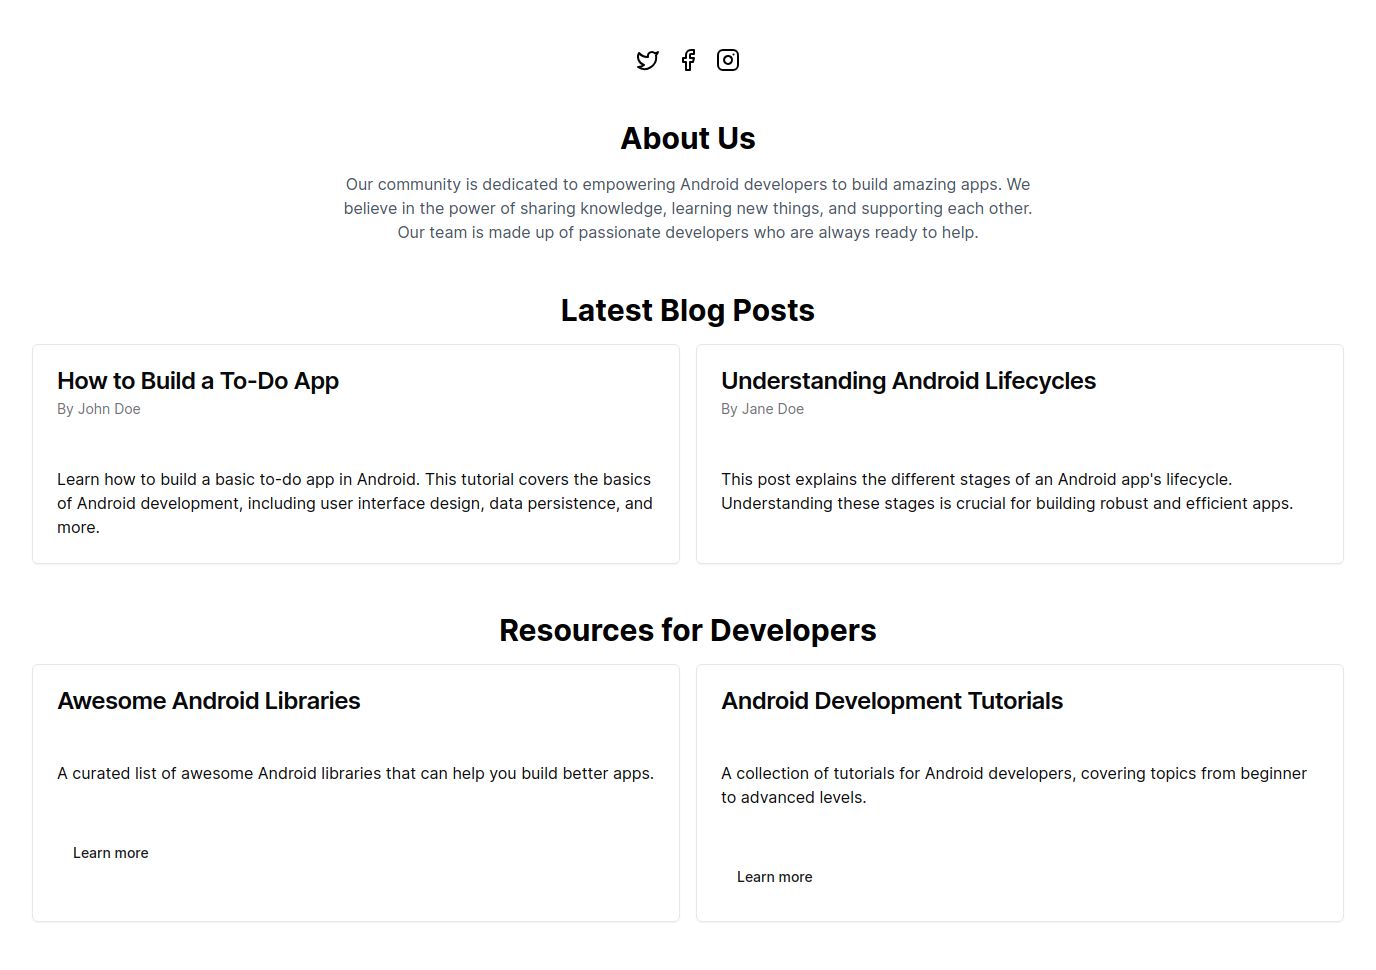 About Us
Our community is dedicated to empowering Android developers to build amazing apps. We
believe in the power of sharing knowledge, learning new things, and supporting each other.
Our team is made up of passionate developers who are always ready to help.
Latest Blog Posts
How to Build a To-Do App
By John Doe
Learn how to build a basic to-do app in Android. This tutorial covers the basics
of Android development, including user interface design, data persistence, and
more.
Understanding Android Lifecycles
By Jane Doe
This post explains the different stages of an Android app's lifecycle.
Understanding these stages is crucial for building robust and efficient apps.
Resources for Developers
Awesome Android Libraries
A curated list of awesome Android libraries that can help you build better apps.
Learn more
Android Development Tutorials
A collection of tutorials for Android developers, covering topics from beginner
to advanced levels.
Learn more